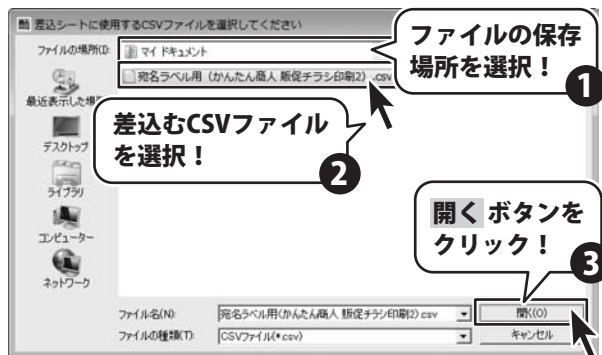 差込シートに使用するCSVファイルを選択してください
ファイルの場所(I):
マイ ドキュメント
ファイルの保存
場所を選択！
❶
宛名ラベル用（かんたん商人 販促チラシ印刷2）.csv
最近表示した場所
差込むCSVファイル
を選択！
❷
デスクトップ
ライブラリ
コンピューター
ネットワーク
開く ボタンを
クリック！
❸
ファイル名(N):
宛名ラベル用(かんたん商人 販促チラシ印刷2).csv
開く(O)
ファイルの種類(T):
CSVファイル(*.csv)
キャンセル